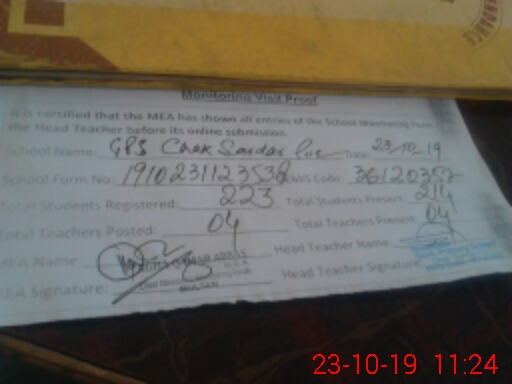 Monitoring Visit Proof
It is certified that the MEA has shown all entries of the School Monitoring Form
the Head Teacher before its online submission.
School Name: GPS Chak Sardar Pur Date: 23-10-19
School Form No: 1910231123538 EMIS Code: 36120357
Total Students Registered: 223 Total Students Present: 214
Total Teachers Posted: 04 Total Teachers Present: 04
MEA Name: Head Teacher Name
MEA Signature: MULTAN Head Teacher Signature
23-10-19 11:24